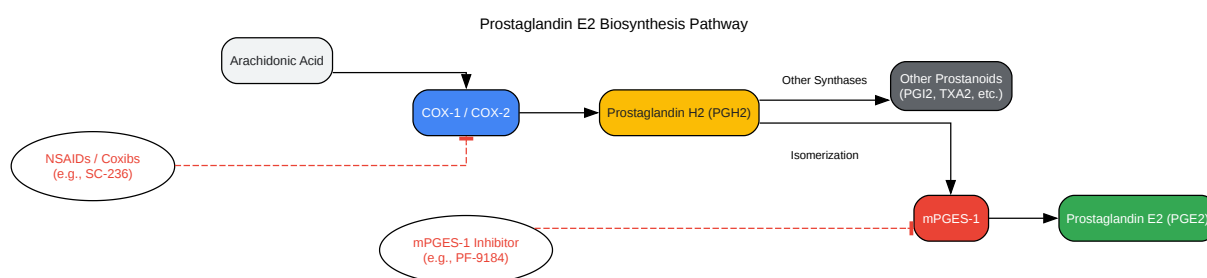 Prostaglandin E2 Biosynthesis Pathway
Arachidonic Acid
COX-1 / COX-2
Prostaglandin H2 (PGH2)
Other Synthases
Other Prostanoids
(PGI2, TXA2, etc.)
NSAIDs / Coxibs
(e.g., SC-236)
Isomerization
mPGES-1
Prostaglandin E2 (PGE2)
mPGES-1 Inhibitor
(e.g., PF-9184)